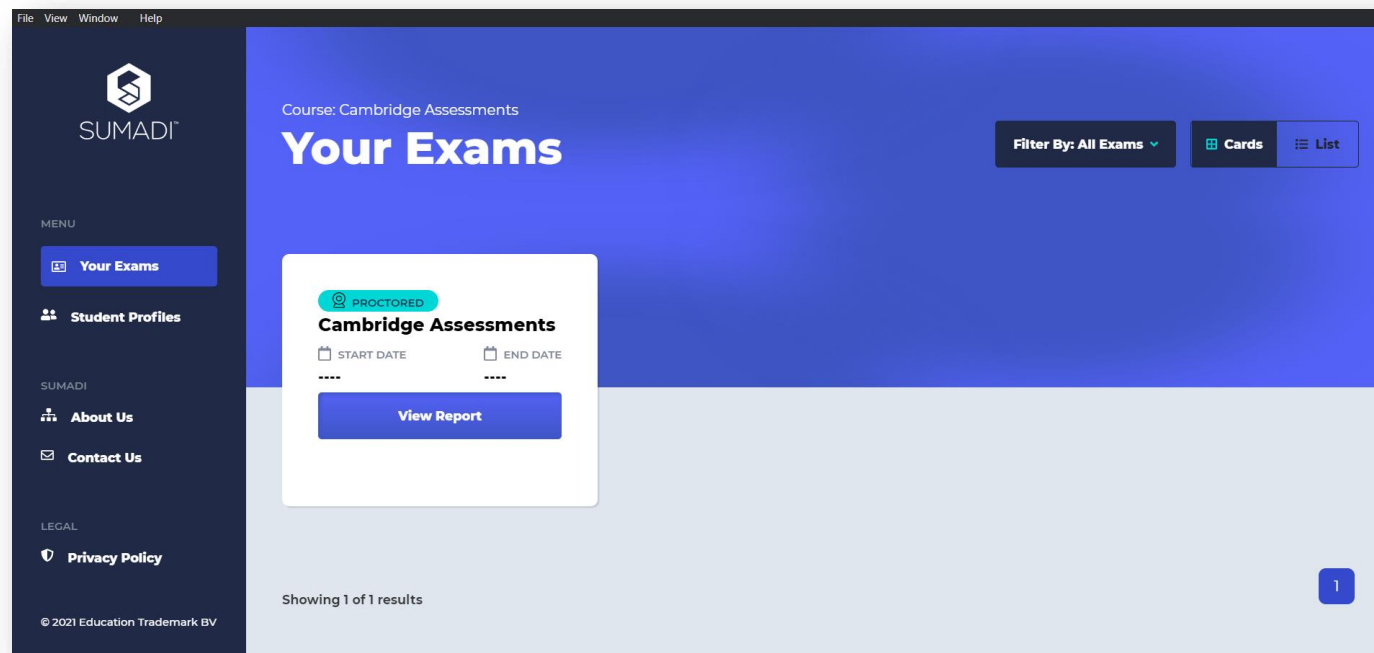 File View Window Help
SUMADI™
MENU
Your Exams
Student Profiles
SUMADI
About Us
Contact Us
LEGAL
Privacy Policy
© 2021 Education Trademark BV
Course: Cambridge Assessments
Your Exams
Filter By: All Exams
Cards
List
PROCTORED
Cambridge Assessments
START DATE END DATE
---- ----
View Report
Showing 1 of 1 results
1